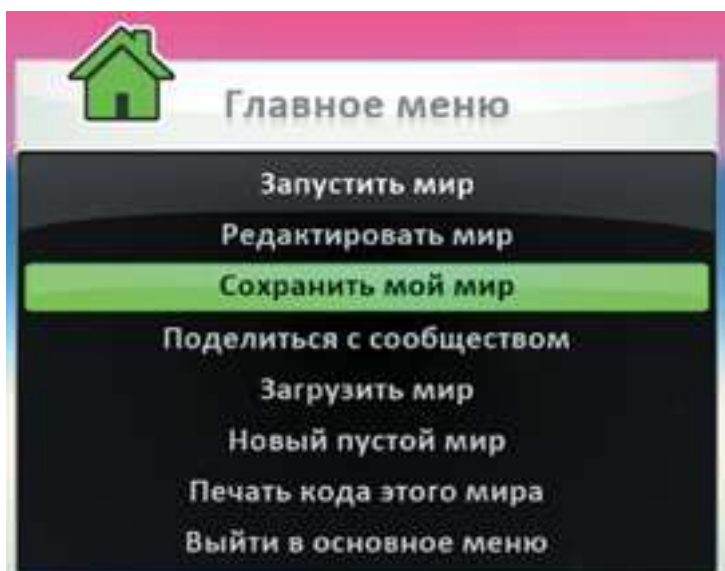 Главное меню
Запустить мир
Редактировать мир
Сохранить мой мир
Поделиться с сообществом
Загрузить мир
Новый пустой мир
Печать кода этого мира
Выйти в основное меню